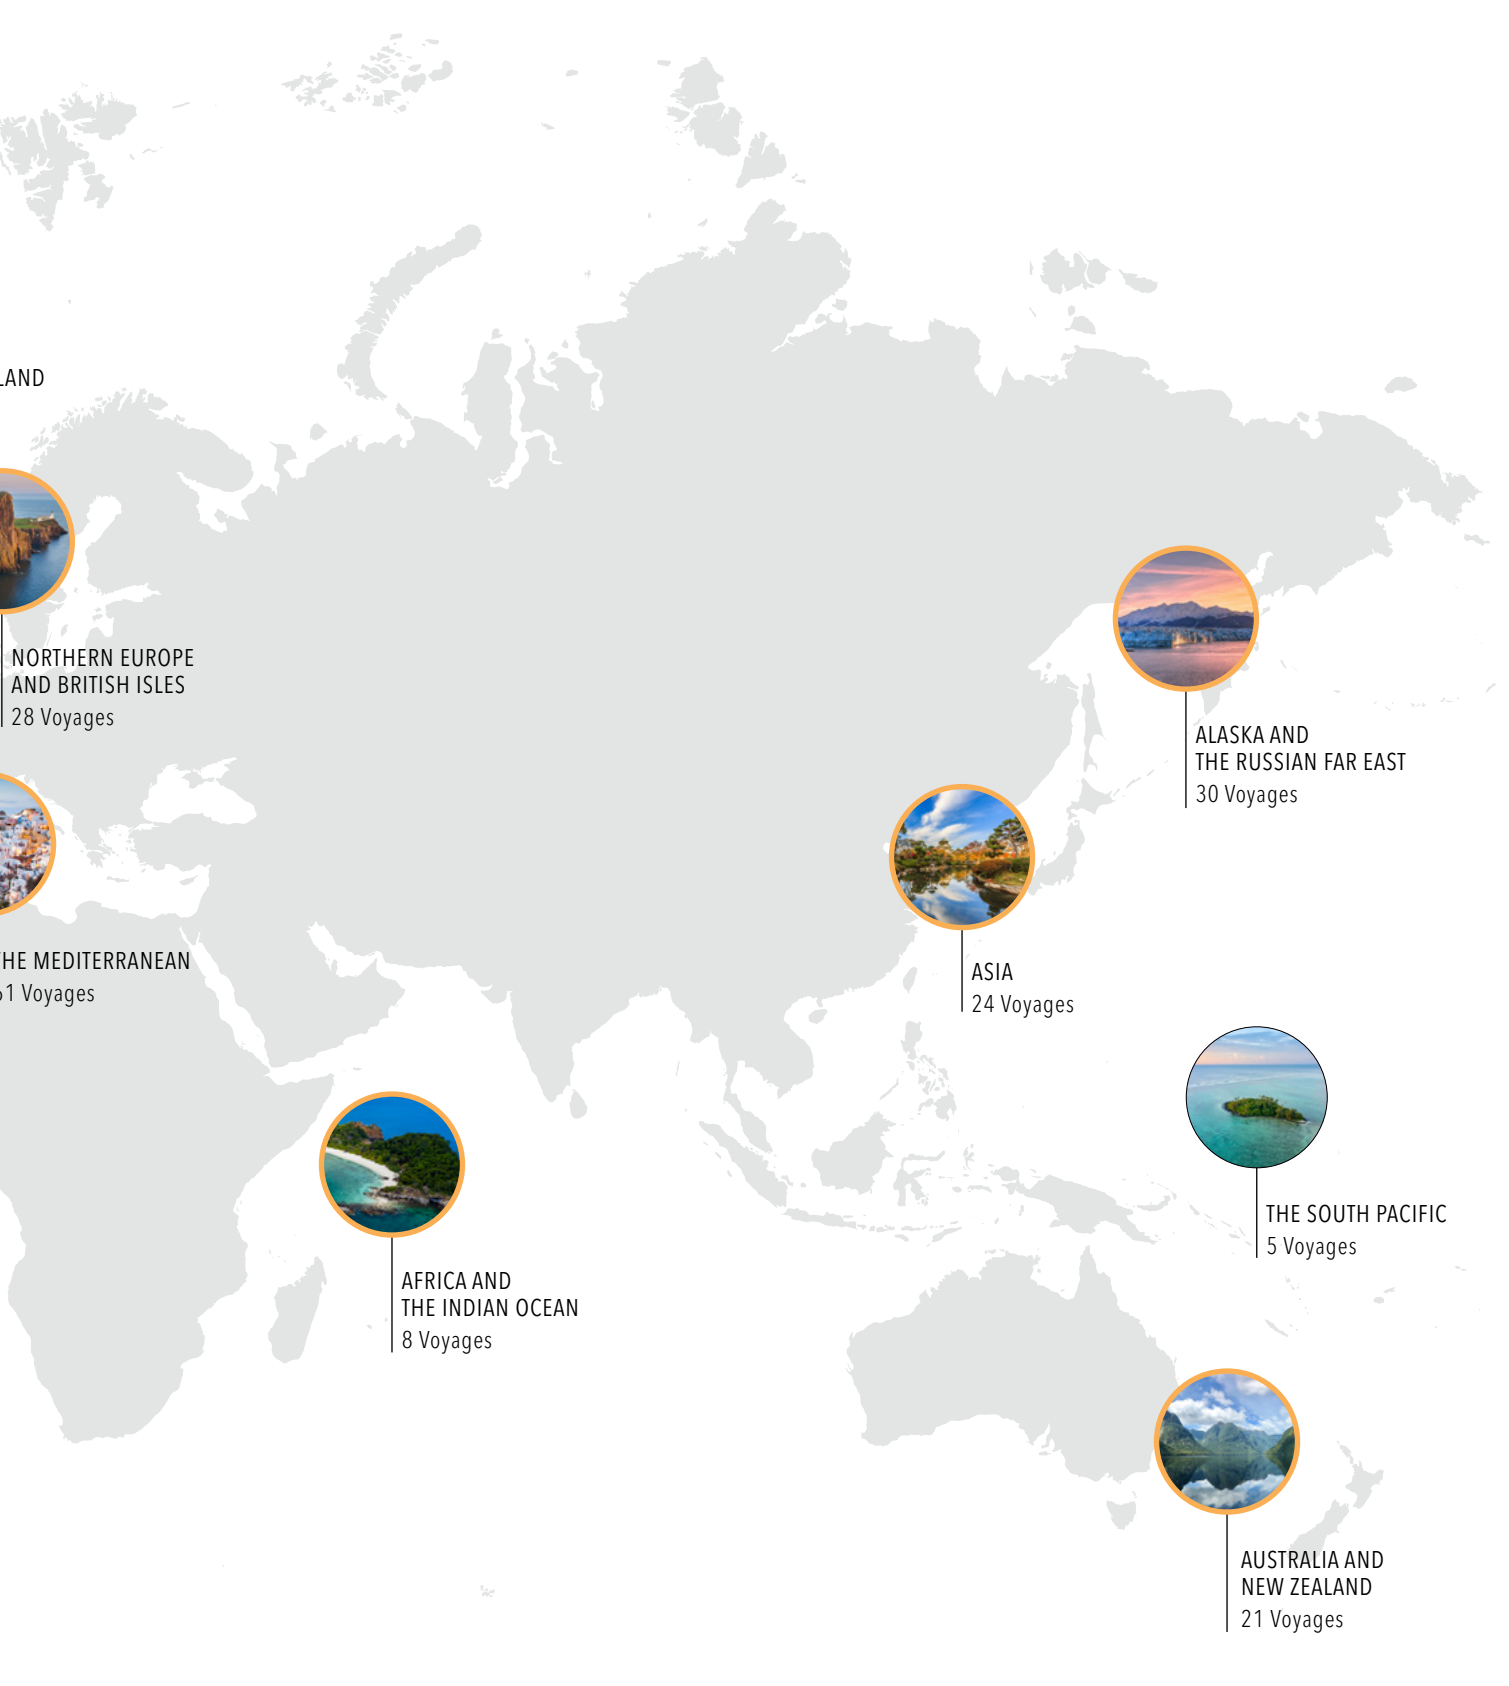 LAND
NORTHERN EUROPE
AND BRITISH ISLES
28 Voyages
HE MEDITERRANEAN
1 Voyages
ALASKA AND
THE RUSSIAN FAR EAST
30 Voyages
ASIA
24 Voyages
THE SOUTH PACIFIC
5 Voyages
AFRICA AND
THE INDIAN OCEAN
8 Voyages
AUSTRALIA AND
NEW ZEALAND
21 Voyages